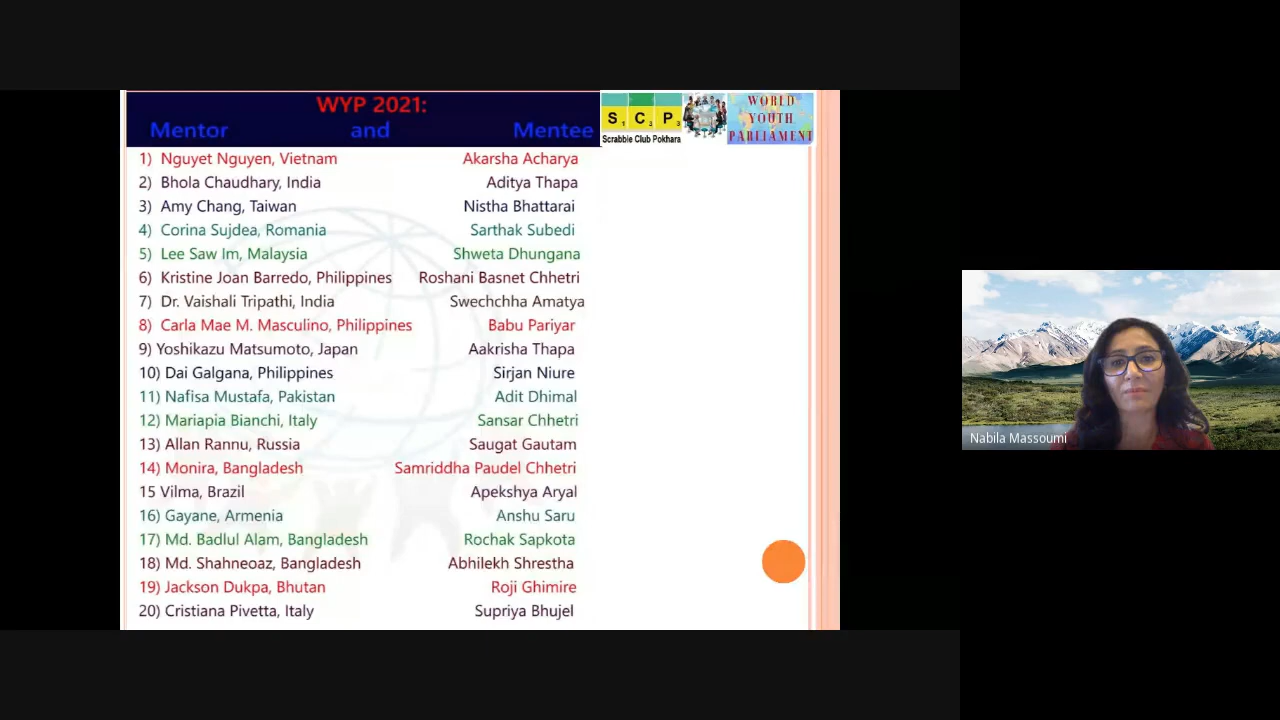 WYP 2021:
Mentor and Mentee
S1 C3 P3
Scrabble Club Pokhara
WORLD
YOUTH
PARLIAMENT
1) Nguyet Nguyen, Vietnam Akarsha Acharya
2) Bhola Chaudhary, India Aditya Thapa
3) Amy Chang, Taiwan Nistha Bhattarai
4) Corina Sujdea, Romania Sarthak Subedi
5) Lee Saw Im, Malaysia Shweta Dhungana
6) Kristine Joan Barredo, Philippines Roshani Basnet Chhetri
7) Dr. Vaishali Tripathi, India Swechchha Amatya
8) Carla Mae M. Masculino, Philippines Babu Pariyar
9) Yoshikazu Matsumoto, Japan Aakrisha Thapa
10) Dai Galgana, Philippines Sirjan Niure
11) Nafisa Mustafa, Pakistan Adit Dhimal
12) Mariapia Bianchi, Italy Sansar Chhetri
13) Allan Rannu, Russia Saugat Gautam
14) Monira, Bangladesh Samriddha Paudel Chhetri
15 Vilma, Brazil Apekshya Aryal
16) Gayane, Armenia Anshu Saru
17) Md. Badlul Alam, Bangladesh Rochak Sapkota
18) Md. Shahneoaz, Bangladesh Abhilekh Shrestha
19) Jackson Dukpa, Bhutan Roji Ghimire
20) Cristiana Pivetta, Italy Supriya Bhujel
Nabila Massoumi